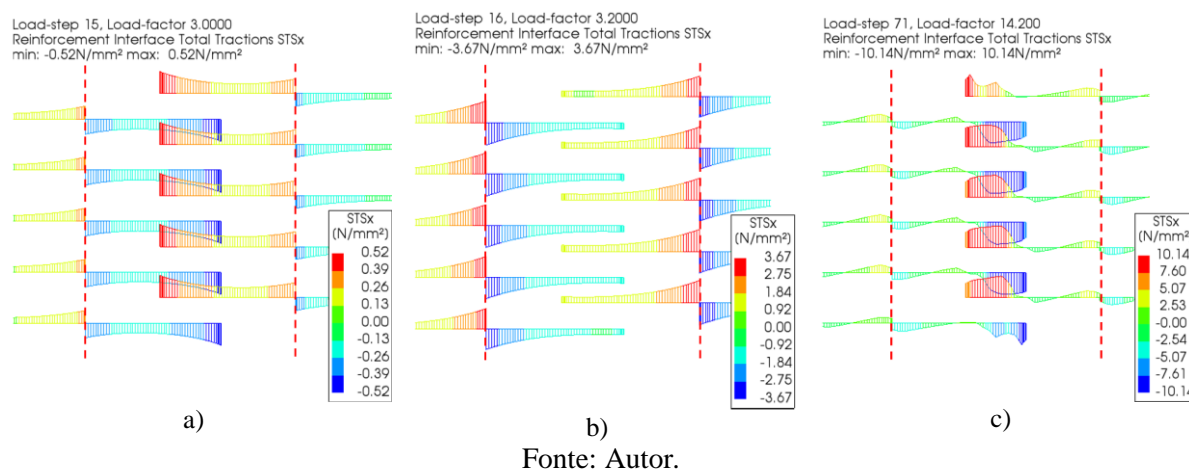 Load-step 15, Load-factor 3.0000
Reinforcement Interface Total Tractions STSx
min: -0.52N/mm² max: 0.52N/mm²
STSx
(N/mm²)
0.52
0.39
0.26
0.13
0.00
-0.13
-0.26
-0.39
-0.52
a)
Load-step 16, Load-factor 3.2000
Reinforcement Interface Total Tractions STSx
min: -3.67N/mm² max: 3.67N/mm²
STSx
(N/mm²)
3.67
2.75
1.84
0.92
0.00
-0.92
-1.84
-2.75
-3.67
b)
Load-step 71, Load-factor 14.200
Reinforcement Interface Total Tractions STSx
min: -10.14N/mm² max: 10.14N/mm²
STSx
(N/mm²)
10.14
7.60
5.07
2.53
-0.00
-2.54
-5.07
-7.61
-10.14
c)
Fonte: Autor.